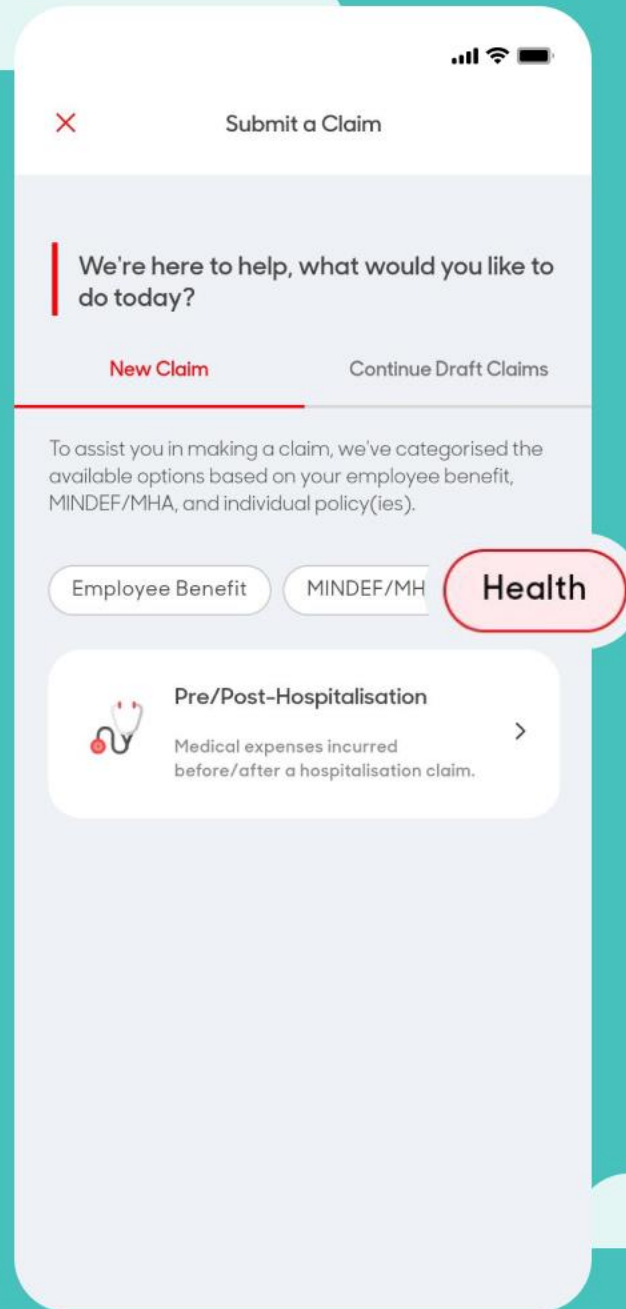 Submit a Claim
We're here to help, what would you like to
do today?
New Claim
Continue Draft Claims
To assist you in making a claim, we've categorised the
available options based on your employee benefit,
MINDEF/MHA, and individual policy(ies).
Employee Benefit
MINDEF/MH
Health
Pre/Post-Hospitalisation
Medical expenses incurred
before/after a hospitalisation claim.